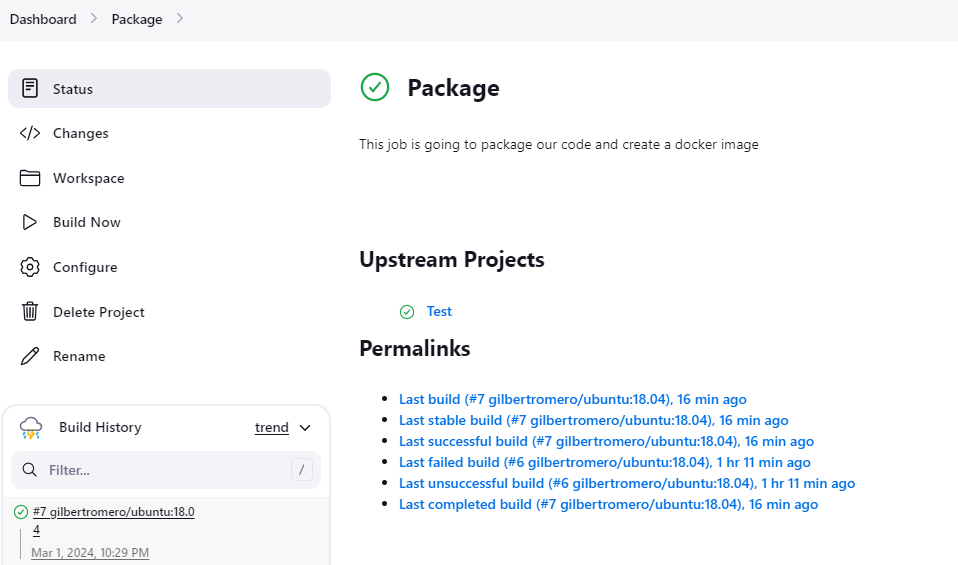 Dashboard > Package >
Status
Changes
Workspace
Build Now
Configure
Delete Project
Rename
Build History trend
Filter... /
#7 gilbertromero/ubuntu:18.0
4
Mar 1, 2024, 10:29 PM
Package
This job is going to package our code and create a docker image
Upstream Projects
Test
Permalinks
Last build (#7 gilbertromero/ubuntu:18.04), 16 min ago
Last stable build (#7 gilbertromero/ubuntu:18.04), 16 min ago
Last successful build (#7 gilbertromero/ubuntu:18.04), 16 min ago
Last failed build (#6 gilbertromero/ubuntu:18.04), 1 hr 11 min ago
Last unsuccessful build (#6 gilbertromero/ubuntu:18.04), 1 hr 11 min ago
Last completed build (#7 gilbertromero/ubuntu:18.04), 16 min ago